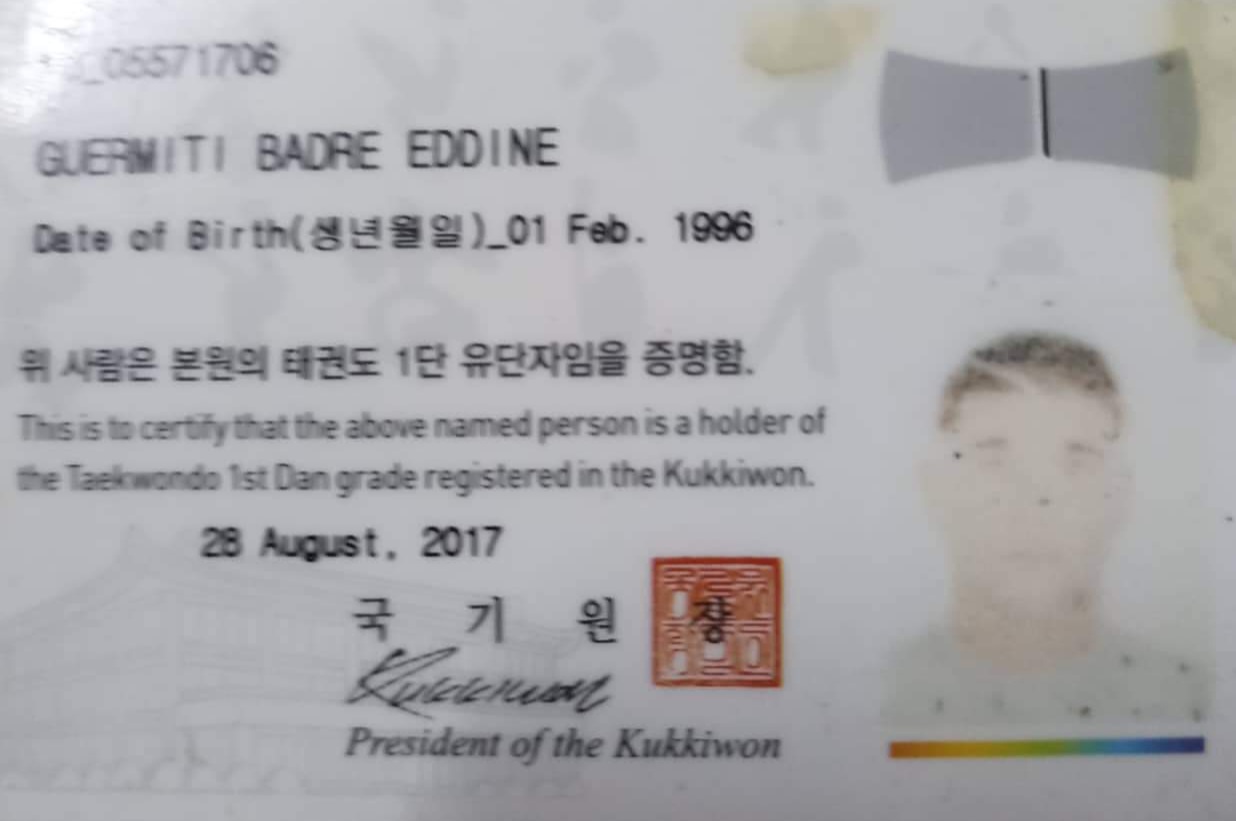 _05571706
GUERMITI BADRE EDDINE
Date of Birth(생년월일)_01 Feb. 1996
위 사람은 본원의 태권도 1단 유단자임을 증명함.
This is to certify that the above named person is a holder of
the Taekwondo 1st Dan grade registered in the Kukkiwon.
28 August, 2017
국 기 원 장
Kukkiwon
President of the Kukkiwon